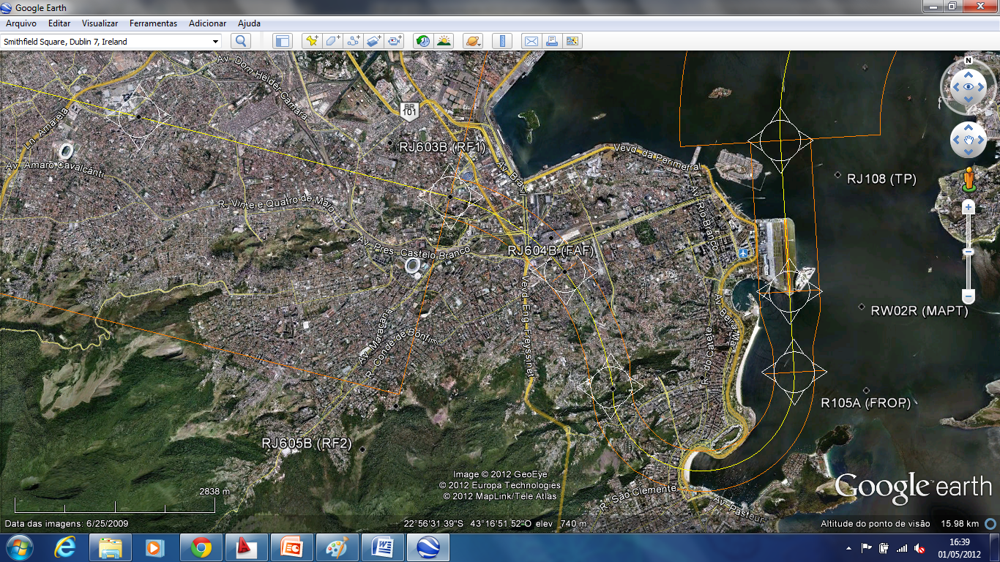 Google Earth
Arquivo Editar Visualizar Ferramentas Adicionar Ajuda
Smithfield Square, Dublin 7, Ireland
N
Av. Dom Hélder Câmara
BR
101
Ln. Amarela
RJ603B (RF1)
Vevd. da Perimetral
Av. Amaro Cavalcânti
Av. Brasil
RJ108 (TP)
R. Vinte e Quatro de Maio
Av. Rio Branco
Av. Pres. Castelo Branco
RJ604B (FAF)
Vevd. Eng. Freyssinet
Av. Beira Mar
RW02R (MAPT)
Av. Maracanã
R. Conde de Bonfim
R. do Catete
R105A (FROP)
RJ605B (RF2)
Image © 2012 GeoEye
© 2012 Europa Technologies
© 2012 MapLink/Tele Atlas
R. São Clemente
Av. Pasteur
Google earth
2838 m
Data das imagens: 6/25/2009
22°56'31.39"S 43°16'51.52"O elev 740 m
Altitude do ponto de visão 15.98 km
16:39
01/05/2012